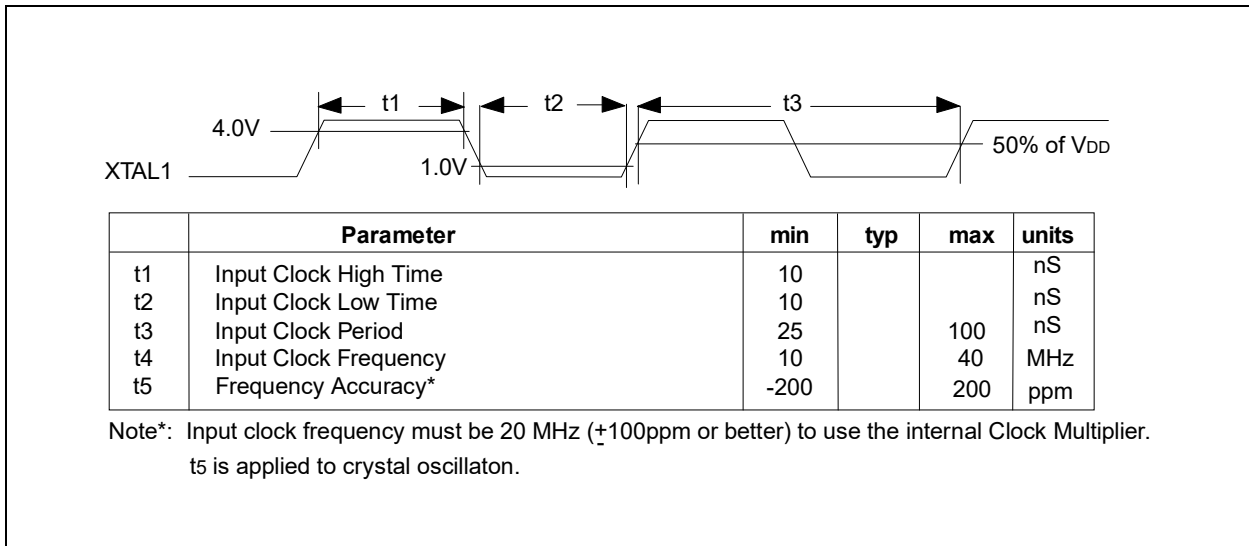 t1 t2 t3
4.0V
50% of VDD
XTAL1 1.0V
Parameter min typ max units
t1 Input Clock High Time 10 nS
t2 Input Clock Low Time 10 nS
t3 Input Clock Period 25 100 nS
t4 Input Clock Frequency 10 40 MHz
t5 Frequency Accuracy* -200 200 ppm
Note*: Input clock frequency must be 20 MHz (±100ppm or better) to use the internal Clock Multiplier.
t5 is applied to crystal oscillaton.